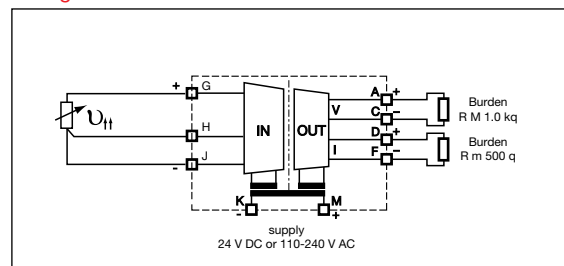 + G
H
- J
IN
OUT
V
I
A +
C −
D +
F −
Burden
R M 1.0 kq
Burden
R m 500 q
K
-
M
+
supply
24 V DC or 110-240 V AC